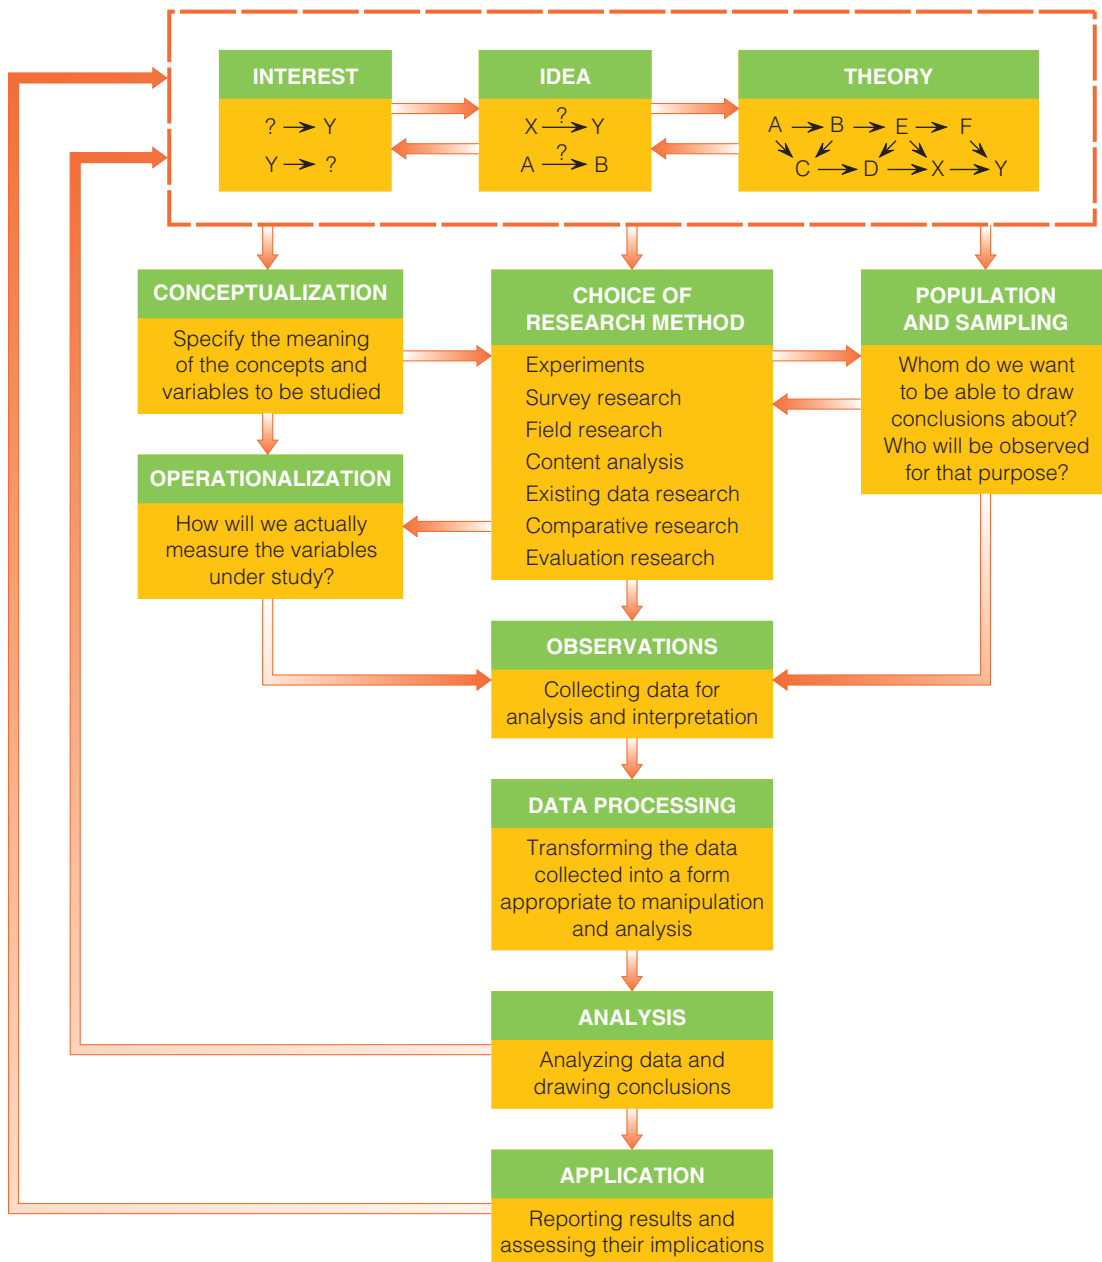 INTEREST
? → Y
Y → ?
IDEA
?
X → Y
?
A → B
THEORY
A → B → E → F
C → D → X → Y
CONCEPTUALIZATION
Specify the meaning
of the concepts and
variables to be studied
OPERATIONALIZATION
How will we actually
measure the variables
under study?
CHOICE OF
RESEARCH METHOD
Experiments
Survey research
Field research
Content analysis
Existing data research
Comparative research
Evaluation research
POPULATION
AND SAMPLING
Whom do we want
to be able to draw
conclusions about?
Who will be observed
for that purpose?
OBSERVATIONS
Collecting data for
analysis and interpretation
DATA PROCESSING
Transforming the data
collected into a form
appropriate to manipulation
and analysis
ANALYSIS
Analyzing data and
drawing conclusions
APPLICATION
Reporting results and
assessing their implications